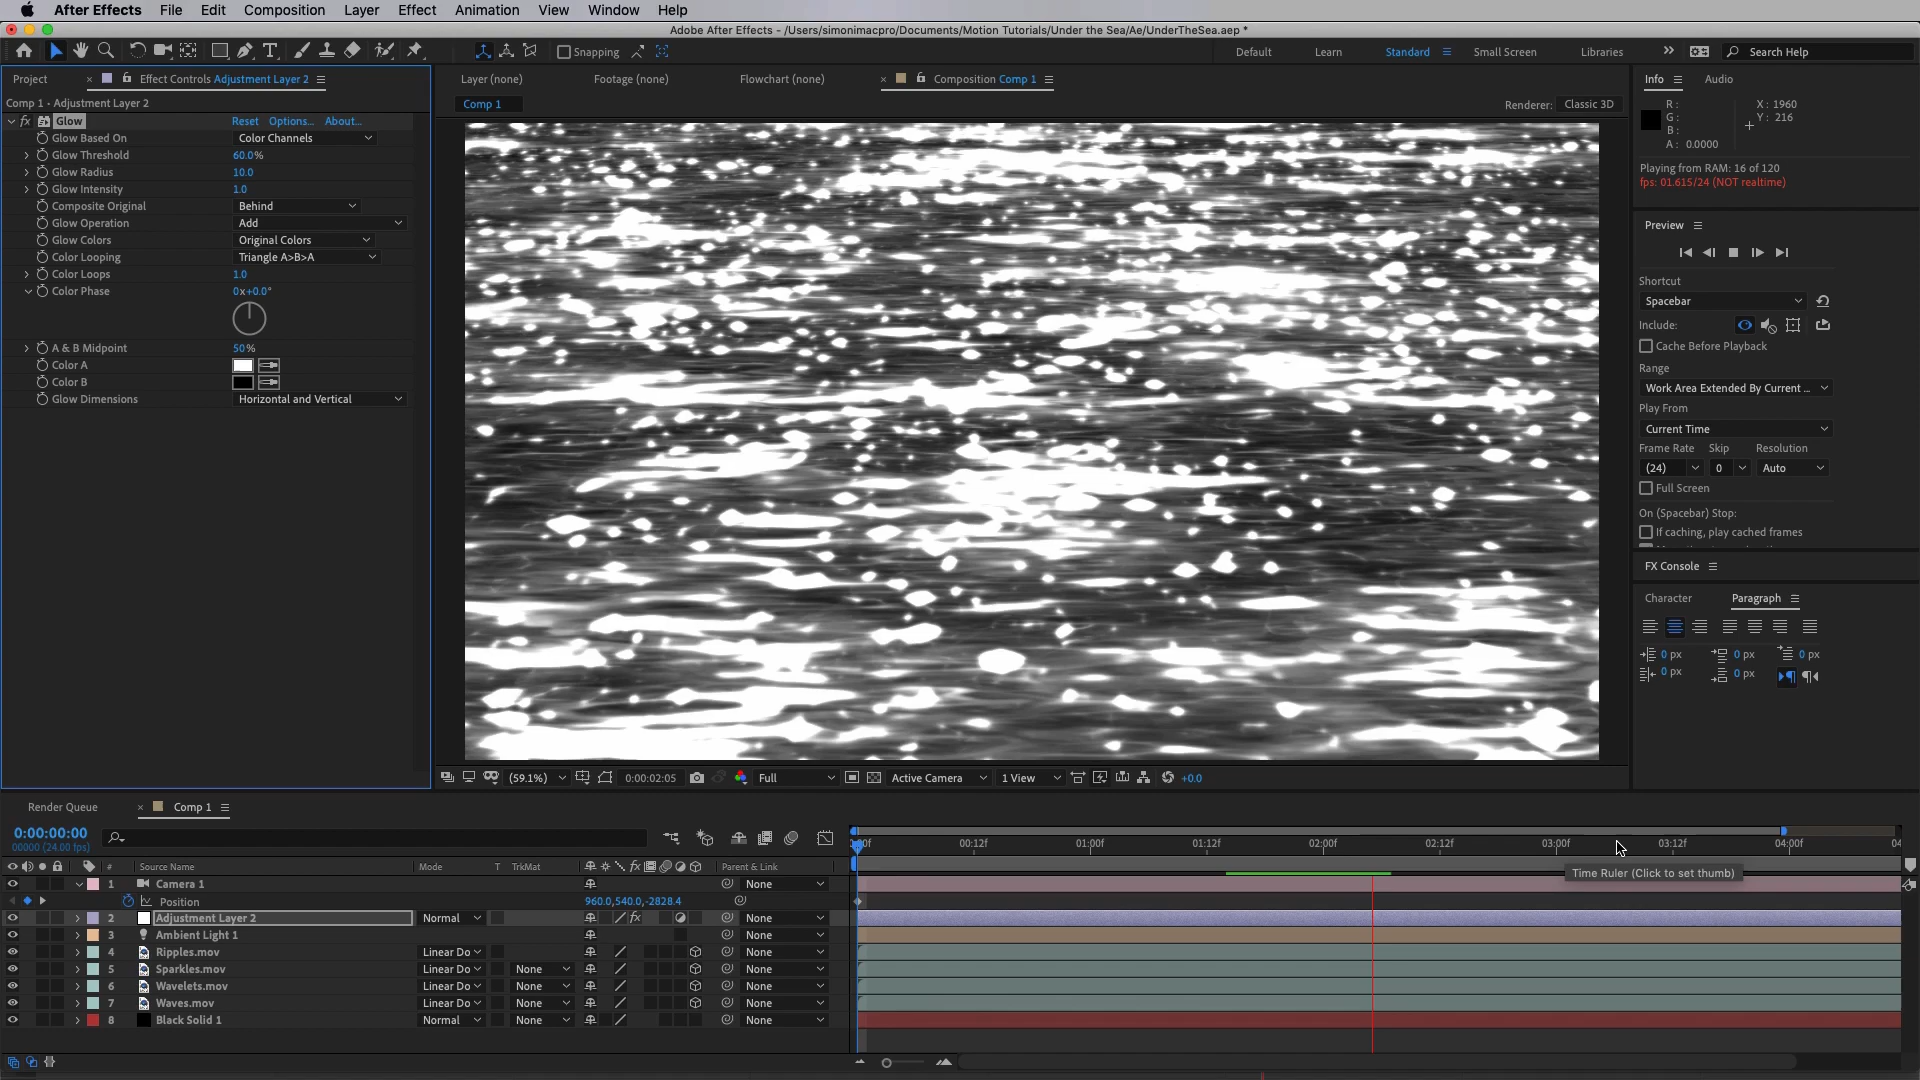 After Effects File Edit Composition Layer Effect Animation View Window Help
Adobe After Effects - /Users/simonimacpro/Documents/Motion Tutorials/Under the Sea/Ae/UnderTheSea.aep *
Snapping Default Learn Standard Small Screen Libraries Search Help
Project Effect Controls Adjustment Layer 2 Layer (none) Footage (none) Flowchart (none) Composition Comp 1 Info Audio
Comp 1 • Adjustment Layer 2 Comp 1 Renderer: Classic 3D
fx Glow Reset Options... About...
Glow Based On Color Channels
Glow Threshold 60.0%
Glow Radius 10.0
Glow Intensity 1.0
Composite Original Behind
Glow Operation Add
Glow Colors Original Colors
Color Looping Triangle A>B>A
Color Loops 1.0
Color Phase 0x+0.0°
A & B Midpoint 50%
Color A
Color B
Glow Dimensions Horizontal and Vertical
R :
G :
B :
A : 0.0000
X : 1960
Y : 216
Playing from RAM: 16 of 120
fps: 01.615/24 (NOT realtime)
Preview
Shortcut
Spacebar
Include:
Cache Before Playback
Range
Work Area Extended By Current ...
Play From
Current Time
Frame Rate Skip Resolution
(24) 0 Auto
Full Screen
On (Spacebar) Stop:
If caching, play cached frames
FX Console
Character Paragraph
0 px 0 px 0 px
0 px 0 px
(59.1%) 0:00:02:05 Full Active Camera 1 View +0.0
Render Queue Comp 1
0:00:00:00
00000 (24.00 fps)
:00f 00:12f 01:00f 01:12f 02:00f 02:12f 03:00f 03:12f 04:00f 04
# Source Name Mode T TrkMat fx Parent & Link
Time Ruler (Click to set thumb)
1 Camera 1 None
Position 960.0,540.0,-2828.4
2 Adjustment Layer 2 Normal fx None
3 Ambient Light 1 None
4 Ripples.mov Linear Do None
5 Sparkles.mov Linear Do None None
6 Wavelets.mov Linear Do None None
7 Waves.mov Linear Do None None
8 Black Solid 1 Normal None None